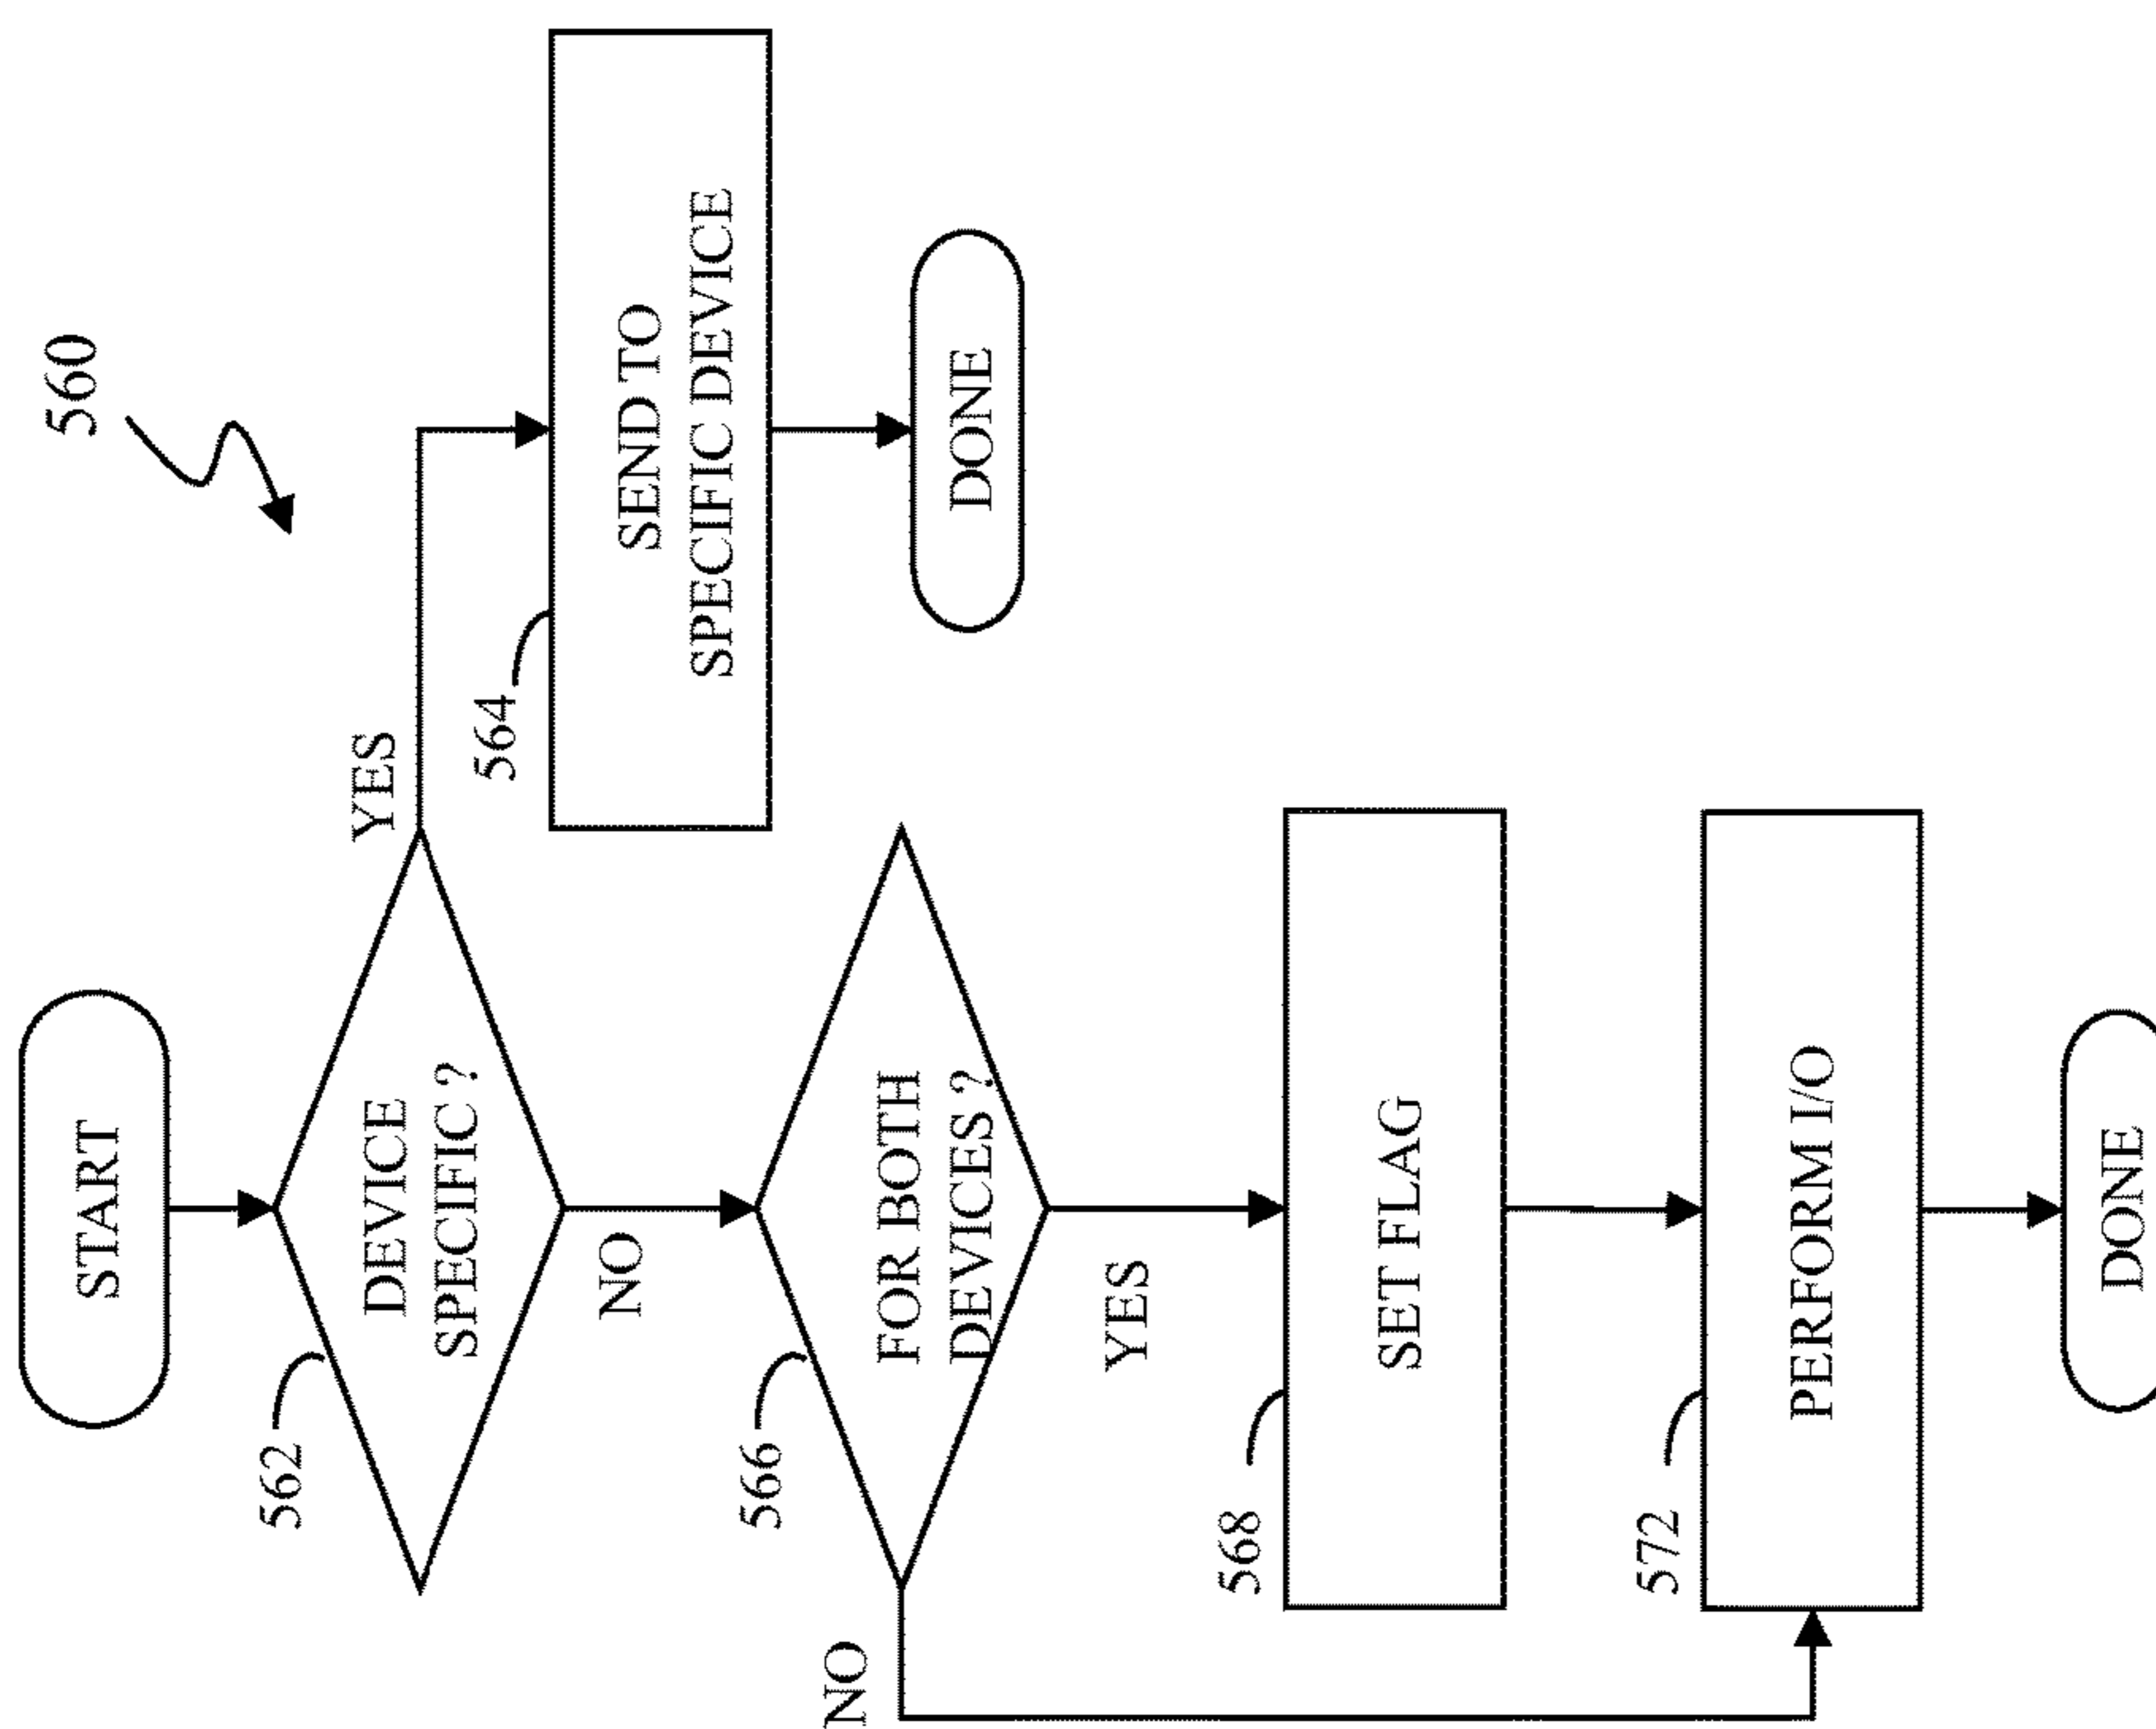 560
START
562
DEVICE
SPECIFIC ?
YES
564
SEND TO
SPECIFIC DEVICE
DONE
NO
566
FOR BOTH
DEVICES ?
NO
YES
568
SET FLAG
572
PERFORM I/O
DONE